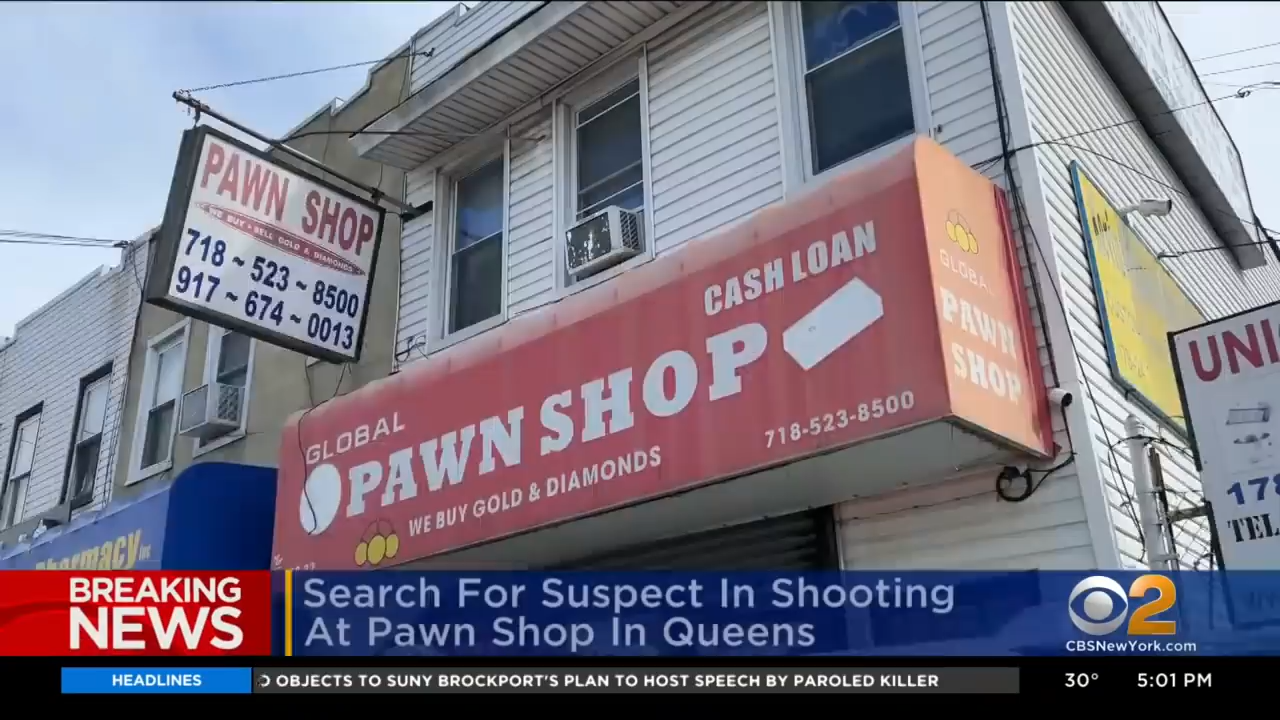 PAWN SHOP
WE BUY • SELL GOLD & DIAMONDS
718 ~ 523 ~ 8500
917 ~ 674 ~ 0013
CASH LOAN
GLOBAL
PAWN SHOP
WE BUY GOLD & DIAMONDS
718-523-8500
GLOBAL
PAWN
SHOP
UNI
178
TEL
Pharmacy Inc
BREAKING
NEWS
Search For Suspect In Shooting
At Pawn Shop In Queens
2
CBSNewYork.com
HEADLINES
OBJECTS TO SUNY BROCKPORT'S PLAN TO HOST SPEECH BY PAROLED KILLER
30°
5:01 PM